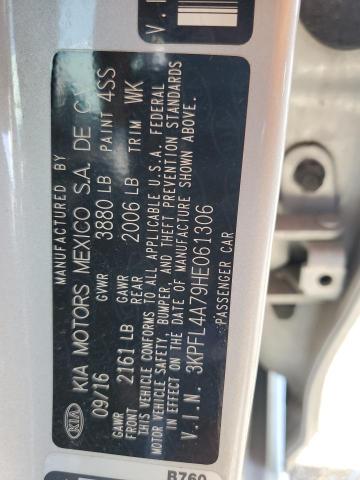 MANUFACTURED BY
KIA KIA MOTORS MEXICO S.A. DE C.V.
09/16 GVWR 3880 LB PAINT 4SS
GAWR FRONT 2161 LB GAWR REAR 2006 LB TRIM WK
THIS VEHICLE CONFORMS TO ALL APPLICABLE U.S.A. FEDERAL
MOTOR VEHICLE SAFETY, BUMPER, AND THEFT PREVENTION STANDARDS
IN EFFECT ON THE DATE OF MANUFACTURE SHOWN ABOVE.
V.I.N. 3KPFL4A79HE061306
PASSENGER CAR
B760